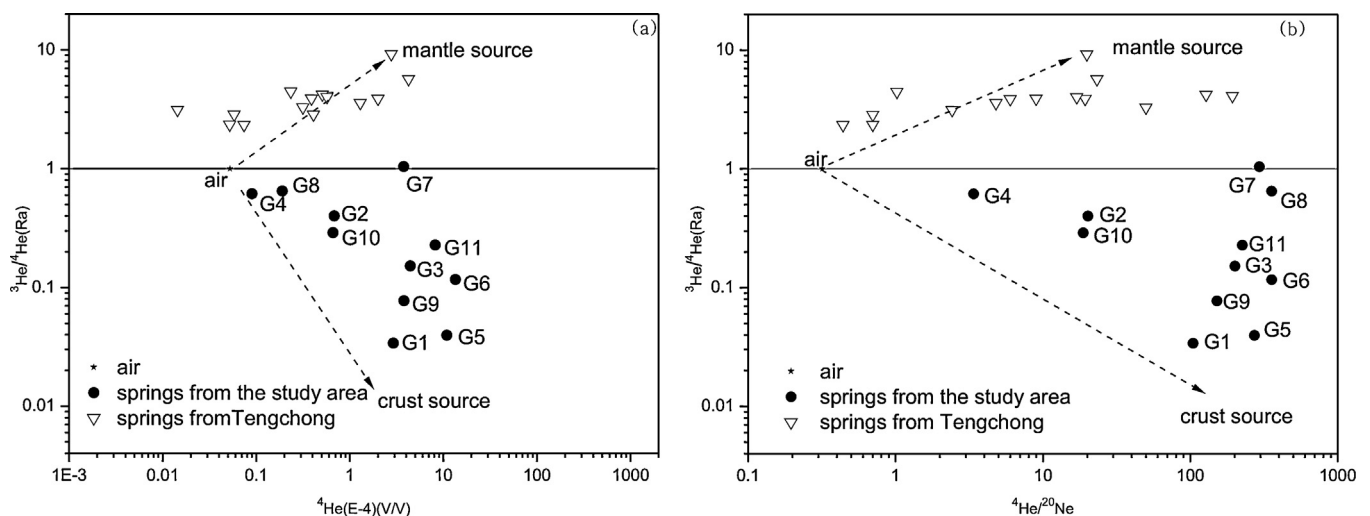 (a)
10
1
0.1
0.01
³He/⁴He(Ra)
mantle source
air
G4
G8
G7
G2
G10
G11
G3
G6
G9
G1
G5
crust source
air
springs from the study area
springs fromTengchong
1E-3 0.01 0.1 1 10 100 1000
⁴He(E-4)(V/V)
(b)
10
1
0.1
0.01
³He/⁴He(Ra)
mantle source
air
G4
G7
G8
G2
G10
G11
G3
G6
G9
G1
G5
crust source
air
springs from the study area
springs from Tengchong
0.1 1 10 100 1000
⁴He/²⁰Ne